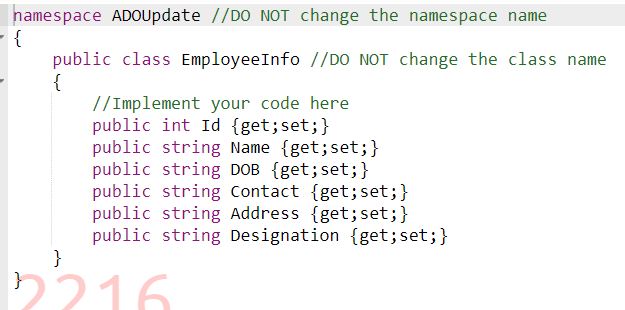 namespace ADOUpdate //DO NOT change the namespace name
{
    public class EmployeeInfo //DO NOT change the class name
    {
        //Implement your code here
        public int Id {get;set;}
        public string Name {get;set;}
        public string DOB {get;set;}
        public string Contact {get;set;}
        public string Address {get;set;}
        public string Designation {get;set;}
    }
}
2216